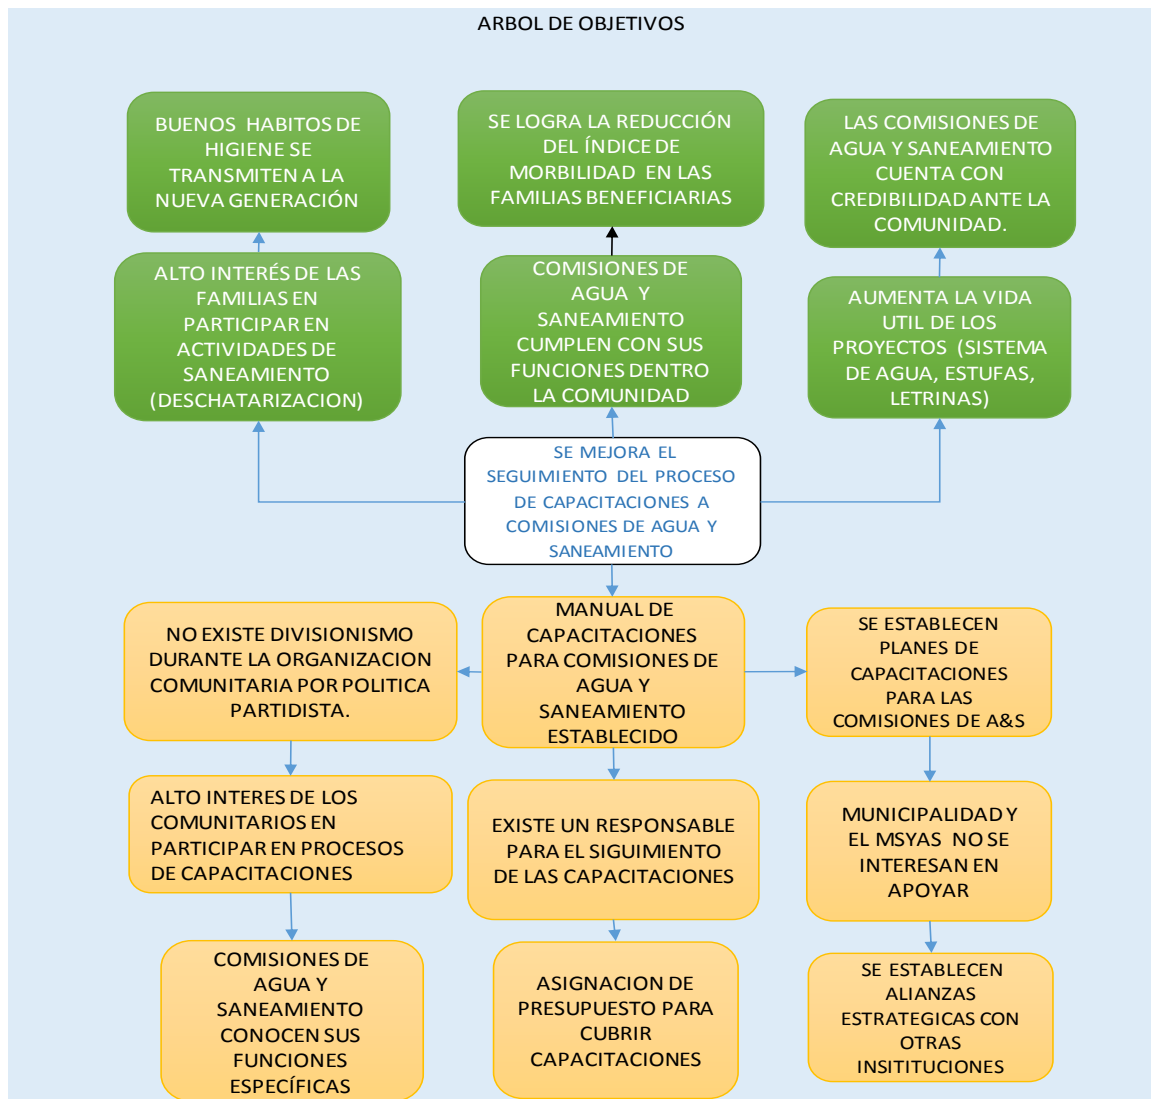 ARBOL DE OBJETIVOS
BUENOS HABITOS DE
HIGIENE SE
TRANSMITEN A LA
NUEVA GENERACIÓN
SE LOGRA LA REDUCCIÓN
DEL ÍNDICE DE
MORBILIDAD EN LAS
FAMILIAS BENEFICIARIAS
LAS COMISIONES DE
AGUA Y SANEAMIENTO
CUENTA CON
CREDIBILIDAD ANTE LA
COMUNIDAD.
ALTO INTERÉS DE LAS
FAMILIAS EN
PARTICIPAR EN
ACTIVIDADES DE
SANEAMIENTO
(DESCHATARIZACION)
COMISIONES DE
AGUA Y
SANEAMIENTO
CUMPLEN CON SUS
FUNCIONES DENTRO
LA COMUNIDAD
AUMENTA LA VIDA
UTIL DE LOS
PROYECTOS (SISTEMA
DE AGUA, ESTUFAS,
LETRINAS)
SE MEJORA EL
SEGUIMIENTO DEL PROCESO
DE CAPACITACIONES A
COMISIONES DE AGUA Y
SANEAMIENTO
NO EXISTE DIVISIONISMO
DURANTE LA ORGANIZACION
COMUNITARIA POR POLITICA
PARTIDISTA.
MANUAL DE
CAPACITACIONES
PARA COMISIONES DE
AGUA Y
SANEAMIENTO
ESTABLECIDO
SE ESTABLECEN
PLANES DE
CAPACITACIONES
PARA LAS
COMISIONES DE A&S
ALTO INTERES DE LOS
COMUNITARIOS EN
PARTICIPAR EN PROCESOS
DE CAPACITACIONES
EXISTE UN RESPONSABLE
PARA EL SIGUIMIENTO
DE LAS CAPACITACIONES
MUNICIPALIDAD Y
EL MSYAS NO SE
INTERESAN EN
APOYAR
COMISIONES DE
AGUA Y
SANEAMIENTO
CONOCEN SUS
FUNCIONES
ESPECÍFICAS
ASIGNACION DE
PRESUPUESTO PARA
CUBRIR
CAPACITACIONES
SE ESTABLECEN
ALIANZAS
ESTRATEGICAS CON
OTRAS
INSITITUCIONES